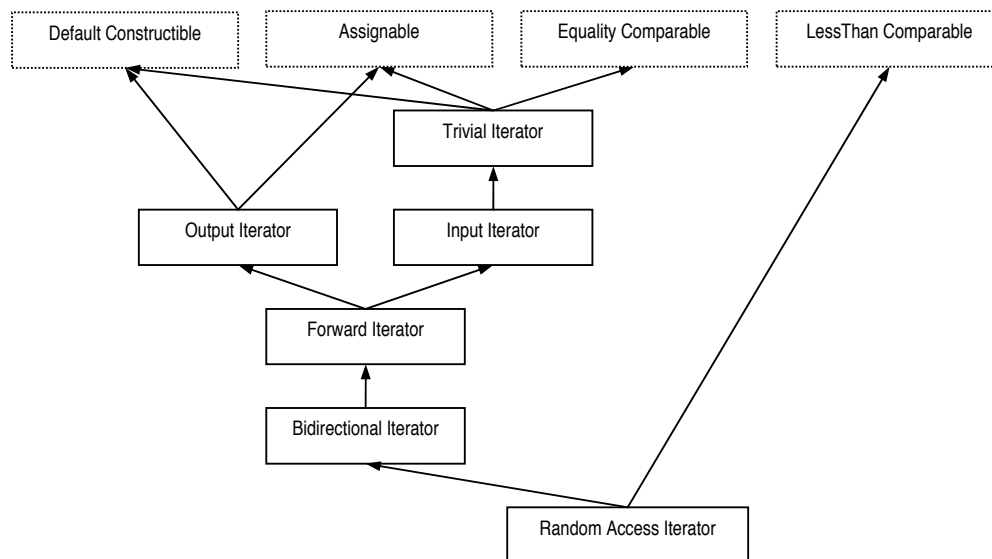 Default Constructible
Assignable
Equality Comparable
LessThan Comparable
Trivial Iterator
Output Iterator
Input Iterator
Forward Iterator
Bidirectional Iterator
Random Access Iterator